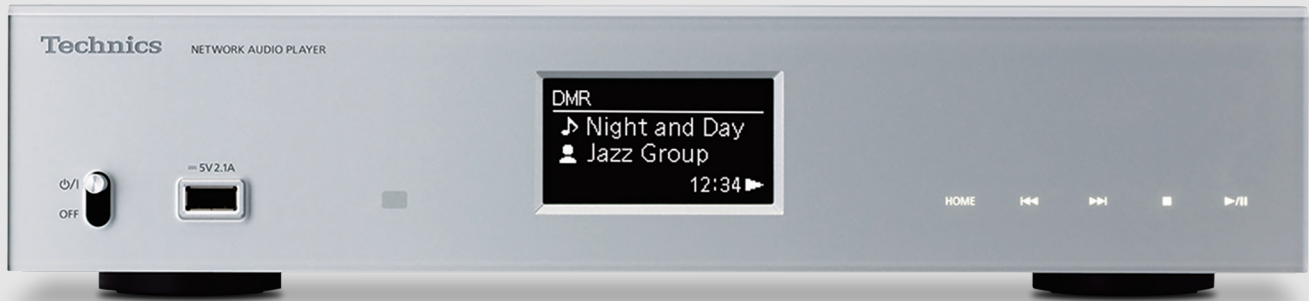 Technics NETWORK AUDIO PLAYER
DMR
Night and Day
Jazz Group
12:34
5V 2.1A
⏻/I
OFF
HOME